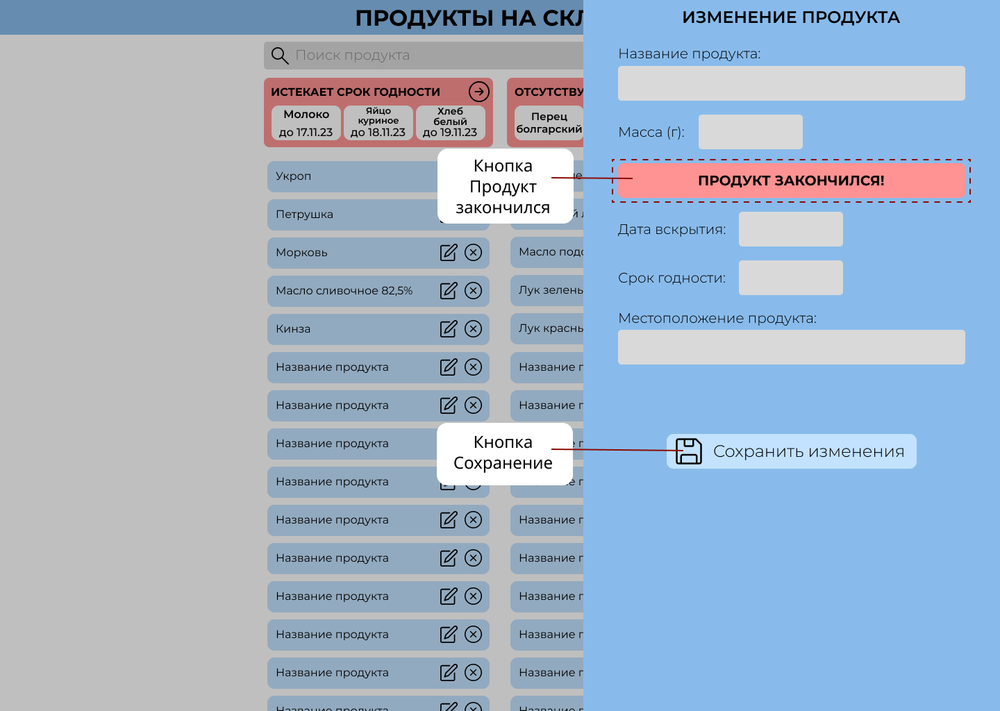 ПРОДУКТЫ НА СКЛ
Поиск продукта
ИСТЕКАЕТ СРОК ГОДНОСТИ
Молоко
до 17.11.23
Яйцо
куриное
до 18.11.23
Хлеб
белый
до 19.11.23
ОТСУТСТВУ
Перец
болгарский
Укроп
Петрушка
Морковь
Масло сливочное 82,5%
Кинза
Название продукта
Название продукта
Название продукта
Название продукта
Название продукта
Название продукта
Название продукта
Название продукта
Название продукта
Название продукта
Масло подс
Лук зелень
Лук красны
Название п
Название п
Название п
Название п
Название п
Название п
Название п
Кнопка
Продукт
закончился
Кнопка
Сохранение
ИЗМЕНЕНИЕ ПРОДУКТА
Название продукта:
Масса (г):
ПРОДУКТ ЗАКОНЧИЛСЯ!
Дата вскрытия:
Срок годности:
Местоположение продукта:
Сохранить изменения